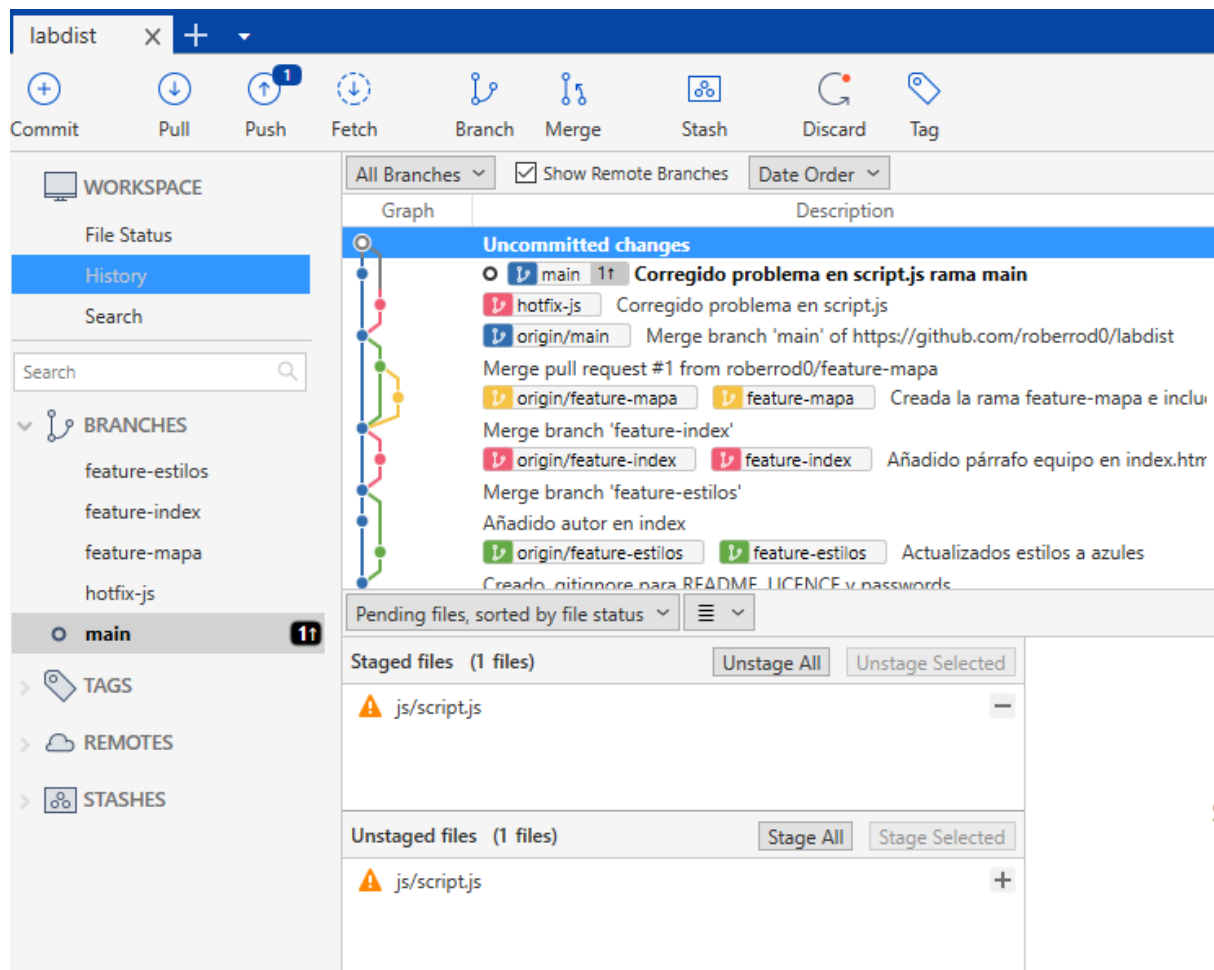 labdist
1
Commit Pull Push Fetch Branch Merge Stash Discard Tag
WORKSPACE
File Status
History
Search
Search
BRANCHES
feature-estilos
feature-index
feature-mapa
hotfix-js
main 1↑
TAGS
REMOTES
STASHES
All Branches Show Remote Branches Date Order
Graph Description
Uncommitted changes
main 1↑ Corregido problema en script.js rama main
hotfix-js Corregido problema en script.js
origin/main Merge branch 'main' of https://github.com/roberrod0/labdist
Merge pull request #1 from roberrod0/feature-mapa
origin/feature-mapa feature-mapa Creada la rama feature-mapa e inclu
Merge branch 'feature-index'
origin/feature-index feature-index Añadido párrafo equipo en index.htm
Merge branch 'feature-estilos'
Añadido autor en index
origin/feature-estilos feature-estilos Actualizados estilos a azules
Creado .gitignore para README, LICENCE y passwords
Pending files, sorted by file status
Staged files (1 files) Unstage All Unstage Selected
js/script.js
Unstaged files (1 files) Stage All Stage Selected
js/script.js